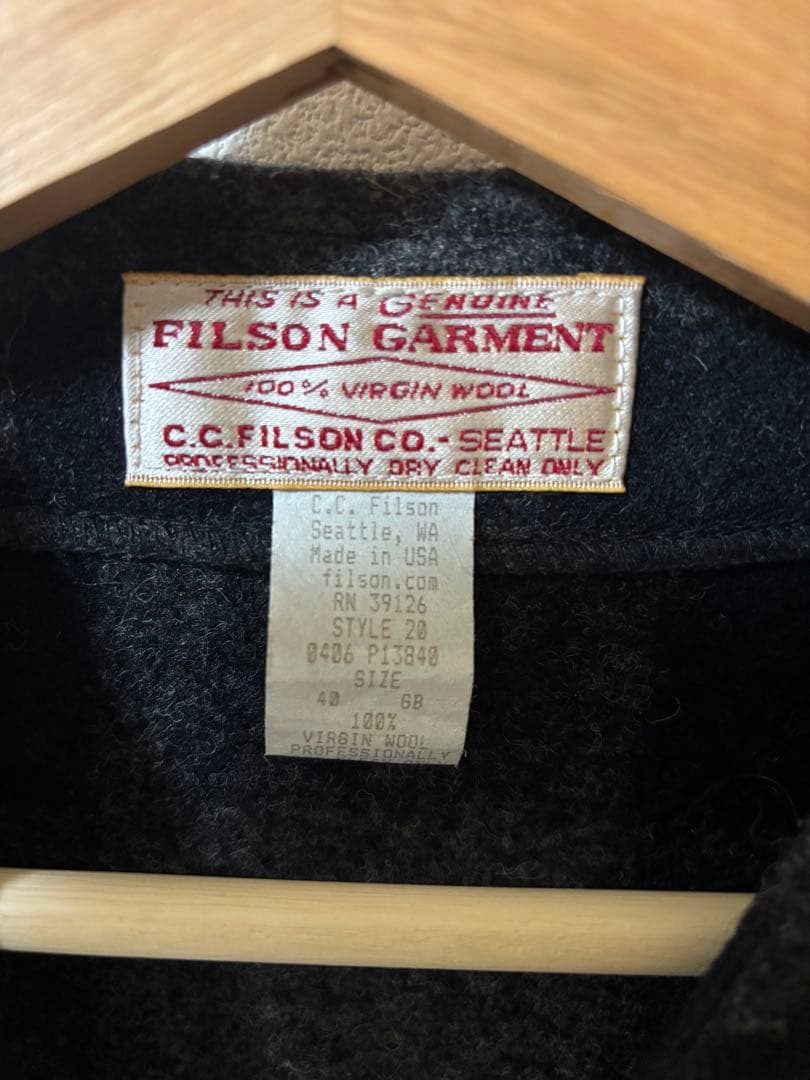 THIS IS A GENUINE
FILSON GARMENT
100% VIRGIN WOOL
C.C.FILSON CO.-SEATTLE
PROFESSIONALLY DRY CLEAN ONLY
C.C. Filson
Seattle, WA
Made in USA
filson.com
RN 39126
STYLE 20
0406 P13840
SIZE
40 GB
100%
VIRGIN WOOL
PROFESSIONALLY